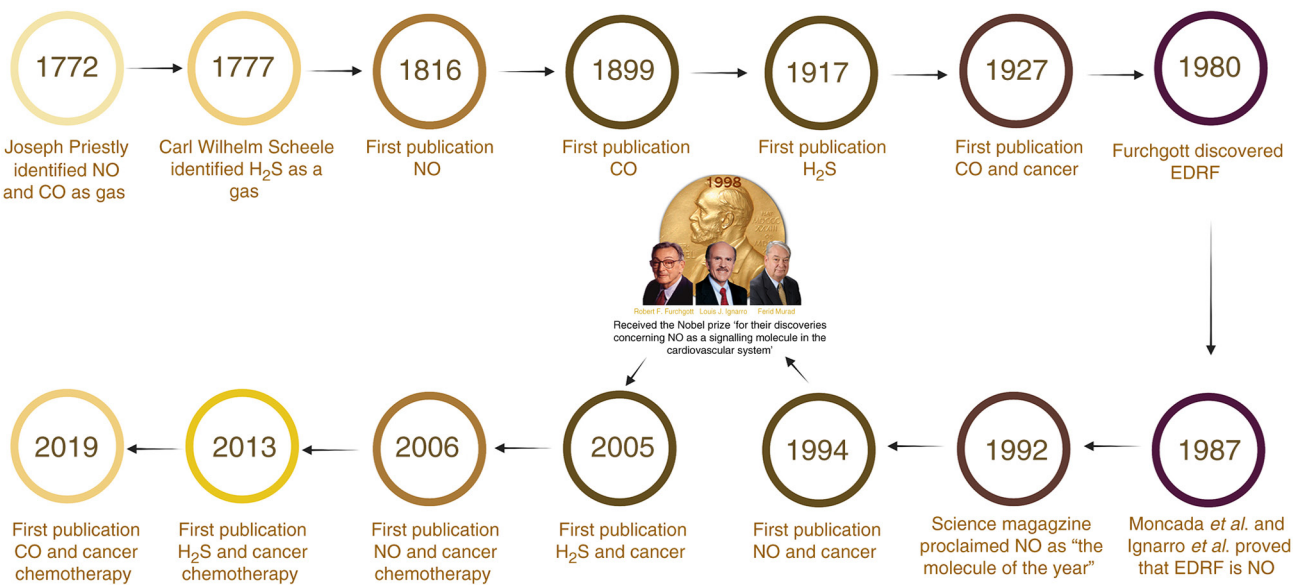 1772
Joseph Priestly
identified NO
and CO as gas
1777
Carl Wilhelm Scheele
identified H₂S as a
gas
1816
First publication
NO
1899
First publication
CO
1917
First publication
H₂S
1927
First publication
CO and cancer
1980
Furchgott discovered
EDRF
1987
Moncada et al. and
Ignarro et al. proved
that EDRF is NO
1992
Science magagzine
proclaimed NO as “the
molecule of the year”
1994
First publication
NO and cancer
1998
Robert F. Furchgott
Louis J. Ignarro
Ferid Murad
Received the Nobel prize ‘for their discoveries
concerning NO as a signalling molecule in the
cardiovascular system’
2005
First publication
H₂S and cancer
2006
First publication
NO and cancer
chemotherapy
2013
First publication
H₂S and cancer
chemotherapy
2019
First publication
CO and cancer
chemotherapy